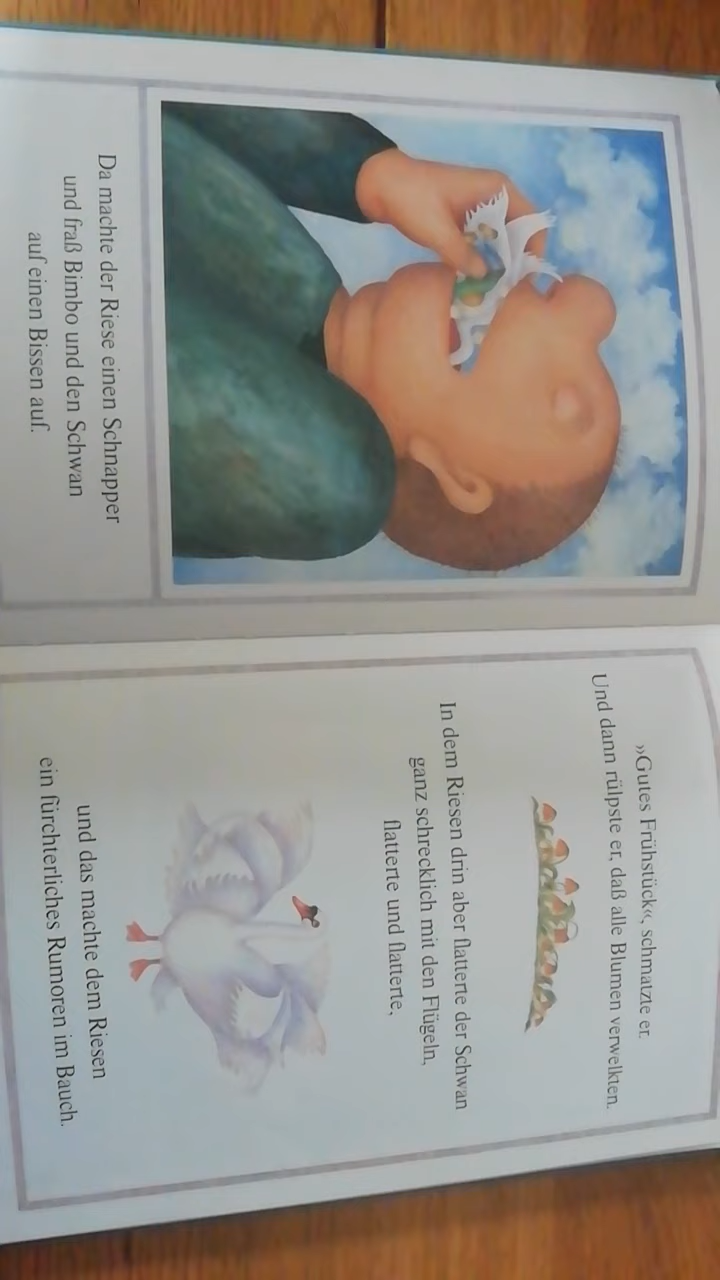 Da machte der Riese einen Schnapper
und fraß Bimbo und den Schwan
auf einen Bissen auf.
»Gutes Frühstück«, schmatzte er.
Und dann rülpste er, daß alle Blumen verwelkten.
In dem Riesen drin aber flatterte der Schwan
ganz schrecklich mit den Flügeln,
flatterte und flatterte,
und das machte dem Riesen
ein fürchterliches Rumoren im Bauch.